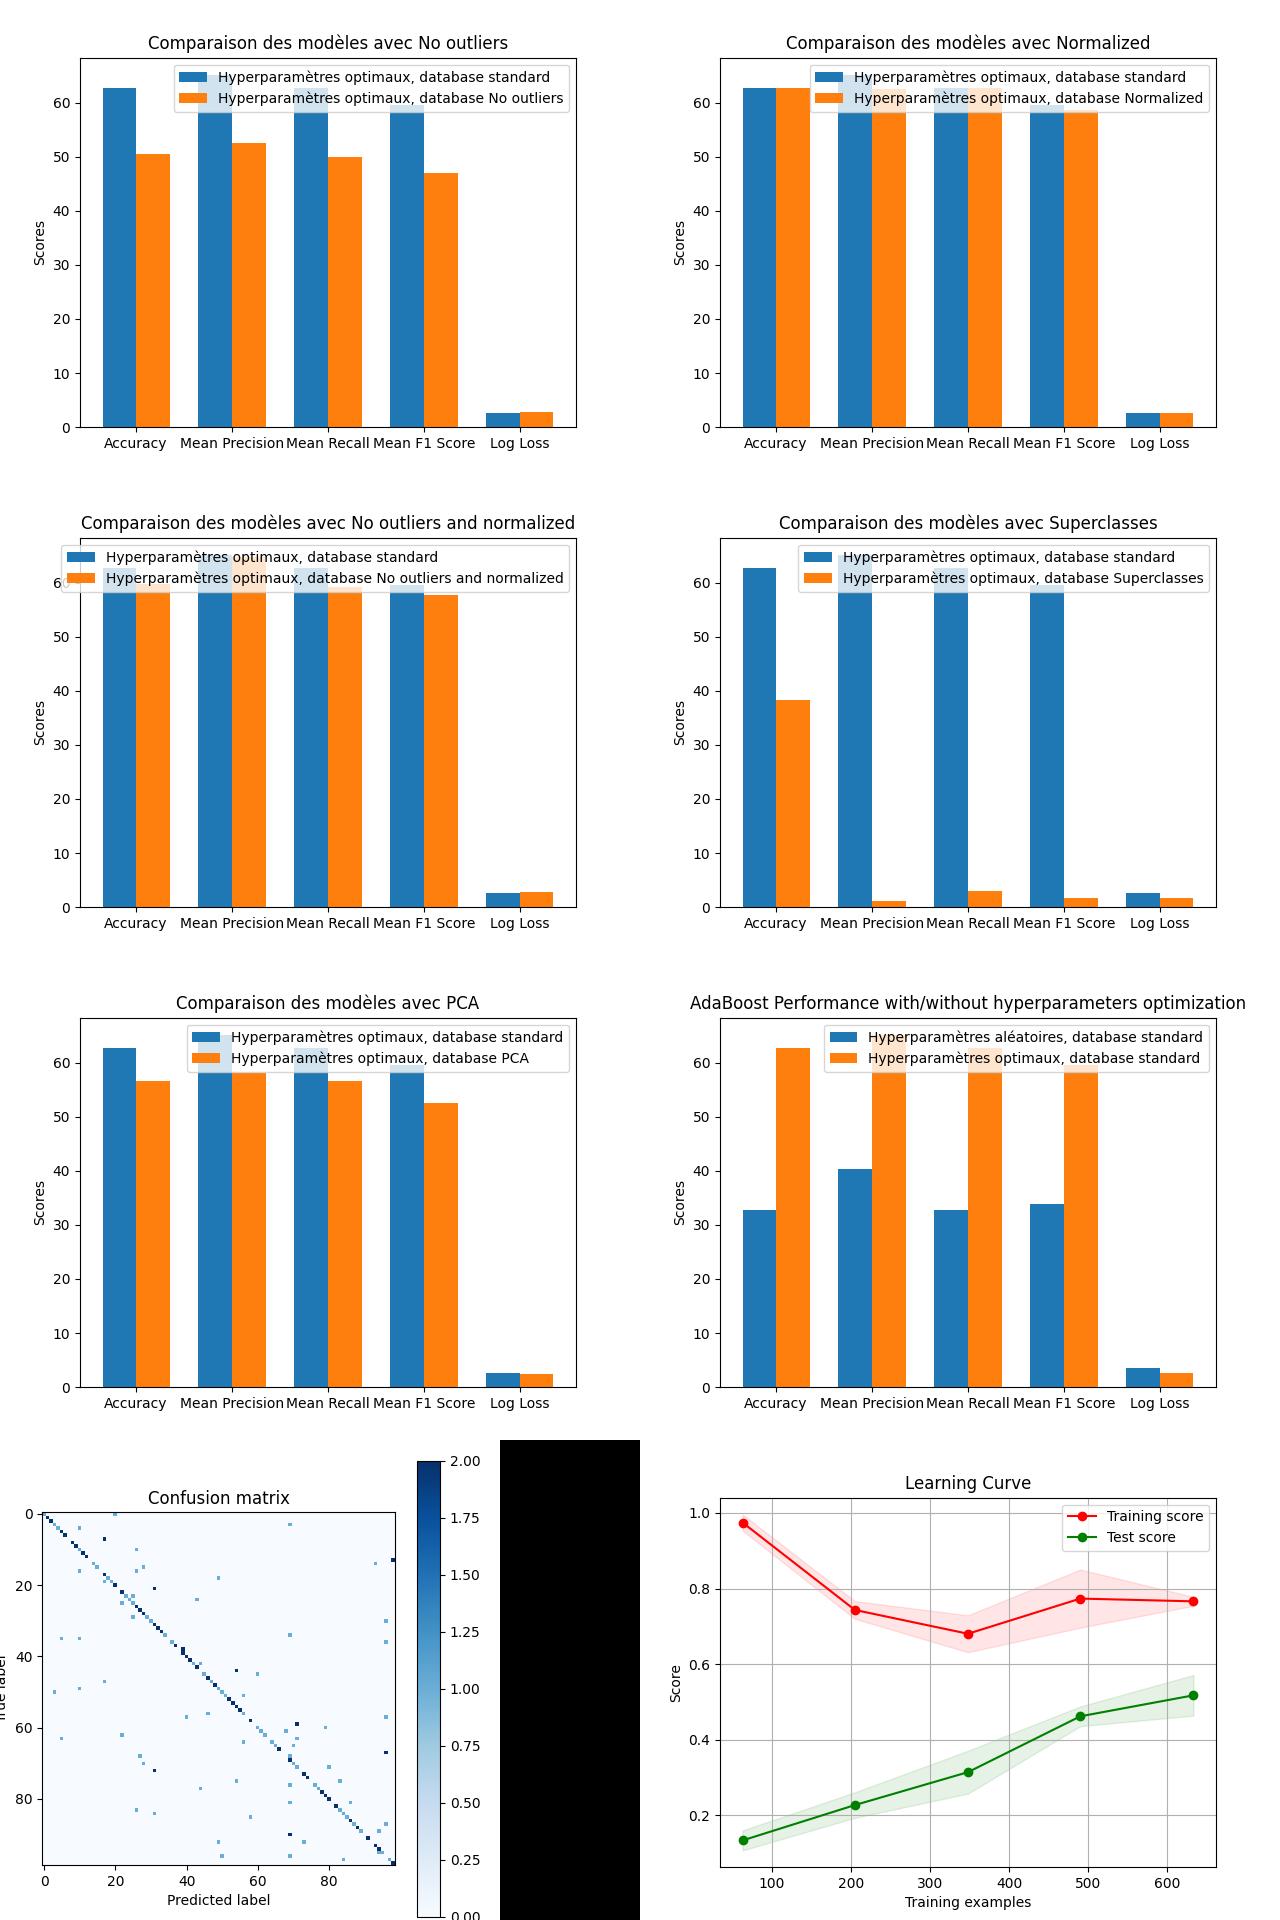 Comparaison des modèles avec No outliers
Hyperparamètres optimaux, database standard
Hyperparamètres optimaux, database No outliers
Scores
60
50
40
30
20
10
0
Accuracy Mean Precision Mean Recall Mean F1 Score Log Loss
Comparaison des modèles avec Normalized
Hyperparamètres optimaux, database standard
Hyperparamètres optimaux, database Normalized
Scores
60
50
40
30
20
10
0
Accuracy Mean Precision Mean Recall Mean F1 Score Log Loss
Comparaison des modèles avec No outliers and normalized
Hyperparamètres optimaux, database standard
Hyperparamètres optimaux, database No outliers and normalized
Scores
60
50
40
30
20
10
0
Accuracy Mean Precision Mean Recall Mean F1 Score Log Loss
Comparaison des modèles avec Superclasses
Hyperparamètres optimaux, database standard
Hyperparamètres optimaux, database Superclasses
Scores
60
50
40
30
20
10
0
Accuracy Mean Precision Mean Recall Mean F1 Score Log Loss
Comparaison des modèles avec PCA
Hyperparamètres optimaux, database standard
Hyperparamètres optimaux, database PCA
Scores
60
50
40
30
20
10
0
Accuracy Mean Precision Mean Recall Mean F1 Score Log Loss
AdaBoost Performance with/without hyperparameters optimization
Hyperparamètres aléatoires, database standard
Hyperparamètres optimaux, database standard
Scores
60
50
40
30
20
10
0
Accuracy Mean Precision Mean Recall Mean F1 Score Log Loss
Confusion matrix
True label
0
20
40
60
80
0 20 40 60 80
Predicted label
2.00
1.75
1.50
1.25
1.00
0.75
0.50
0.25
0.00
Learning Curve
Training score
Test score
Score
1.0
0.8
0.6
0.4
0.2
100 200 300 400 500 600
Training examples